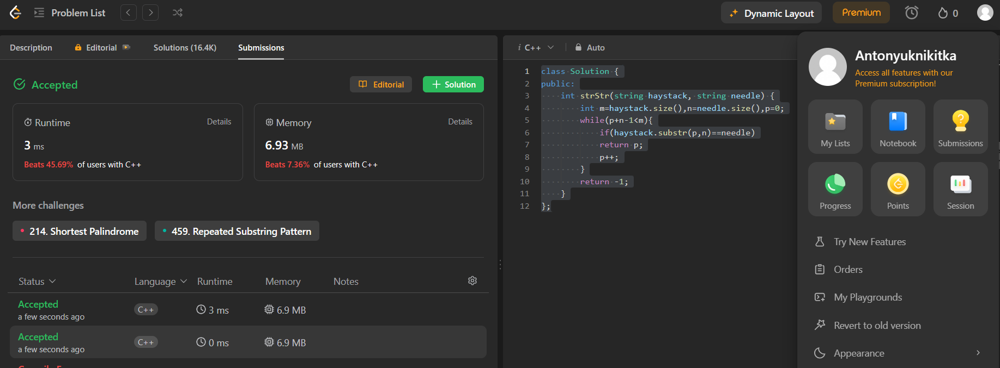 Problem List
Dynamic Layout
Premium
0
Description
Editorial
Solutions (16.4K)
Submissions
Accepted
Editorial
Solution
Runtime
Details
3 ms
Beats 45.69% of users with C++
Memory
Details
6.93 MB
Beats 7.36% of users with C++
More challenges
214. Shortest Palindrome
459. Repeated Substring Pattern
Status
Language
Runtime
Memory
Notes
Accepted
a few seconds ago
C++
3 ms
6.9 MB
Accepted
a few seconds ago
C++
0 ms
6.9 MB
i C++
Auto
1 class Solution {
2 public:
3     int strStr(string haystack, string needle) {
4         int m=haystack.size(),n=needle.size(),p=0;
5         while(p+n-1<m){
6             if(haystack.substr(p,n)==needle)
7             return p;
8             p++;
9         }
10         return -1;
11     }
12 };
Antonyuknikitka
Access all features with our
Premium subscription!
My Lists
Notebook
Submissions
Progress
Points
Session
Try New Features
Orders
My Playgrounds
Revert to old version
Appearance